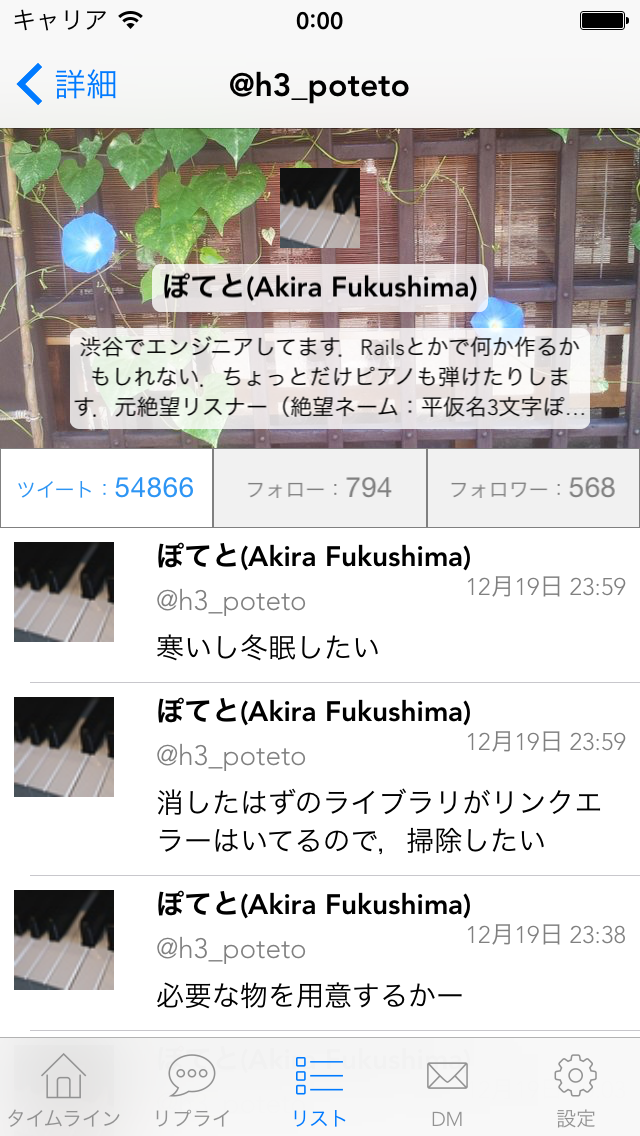 キャリア 0:00
詳細 @h3_poteto
ぽてと(Akira Fukushima)
渋谷でエンジニアしてます．Railsとかで何か作るか
もしれない．ちょっとだけピアノも弾けたりしま
す．元絶望リスナー（絶望ネーム：平仮名3文字ぽ…
ツイート：54866 フォロー：794 フォロワー：568
ぽてと(Akira Fukushima)
@h3_poteto 12月19日 23:59
寒いし冬眠したい
ぽてと(Akira Fukushima)
@h3_poteto 12月19日 23:59
消したはずのライブラリがリンクエ
ラーはいてるので，掃除したい
ぽてと(Akira Fukushima)
@h3_poteto 12月19日 23:38
必要な物を用意するかー
ぽてと(Akira Fukushima)
タイムライン リプライ リスト DM 設定